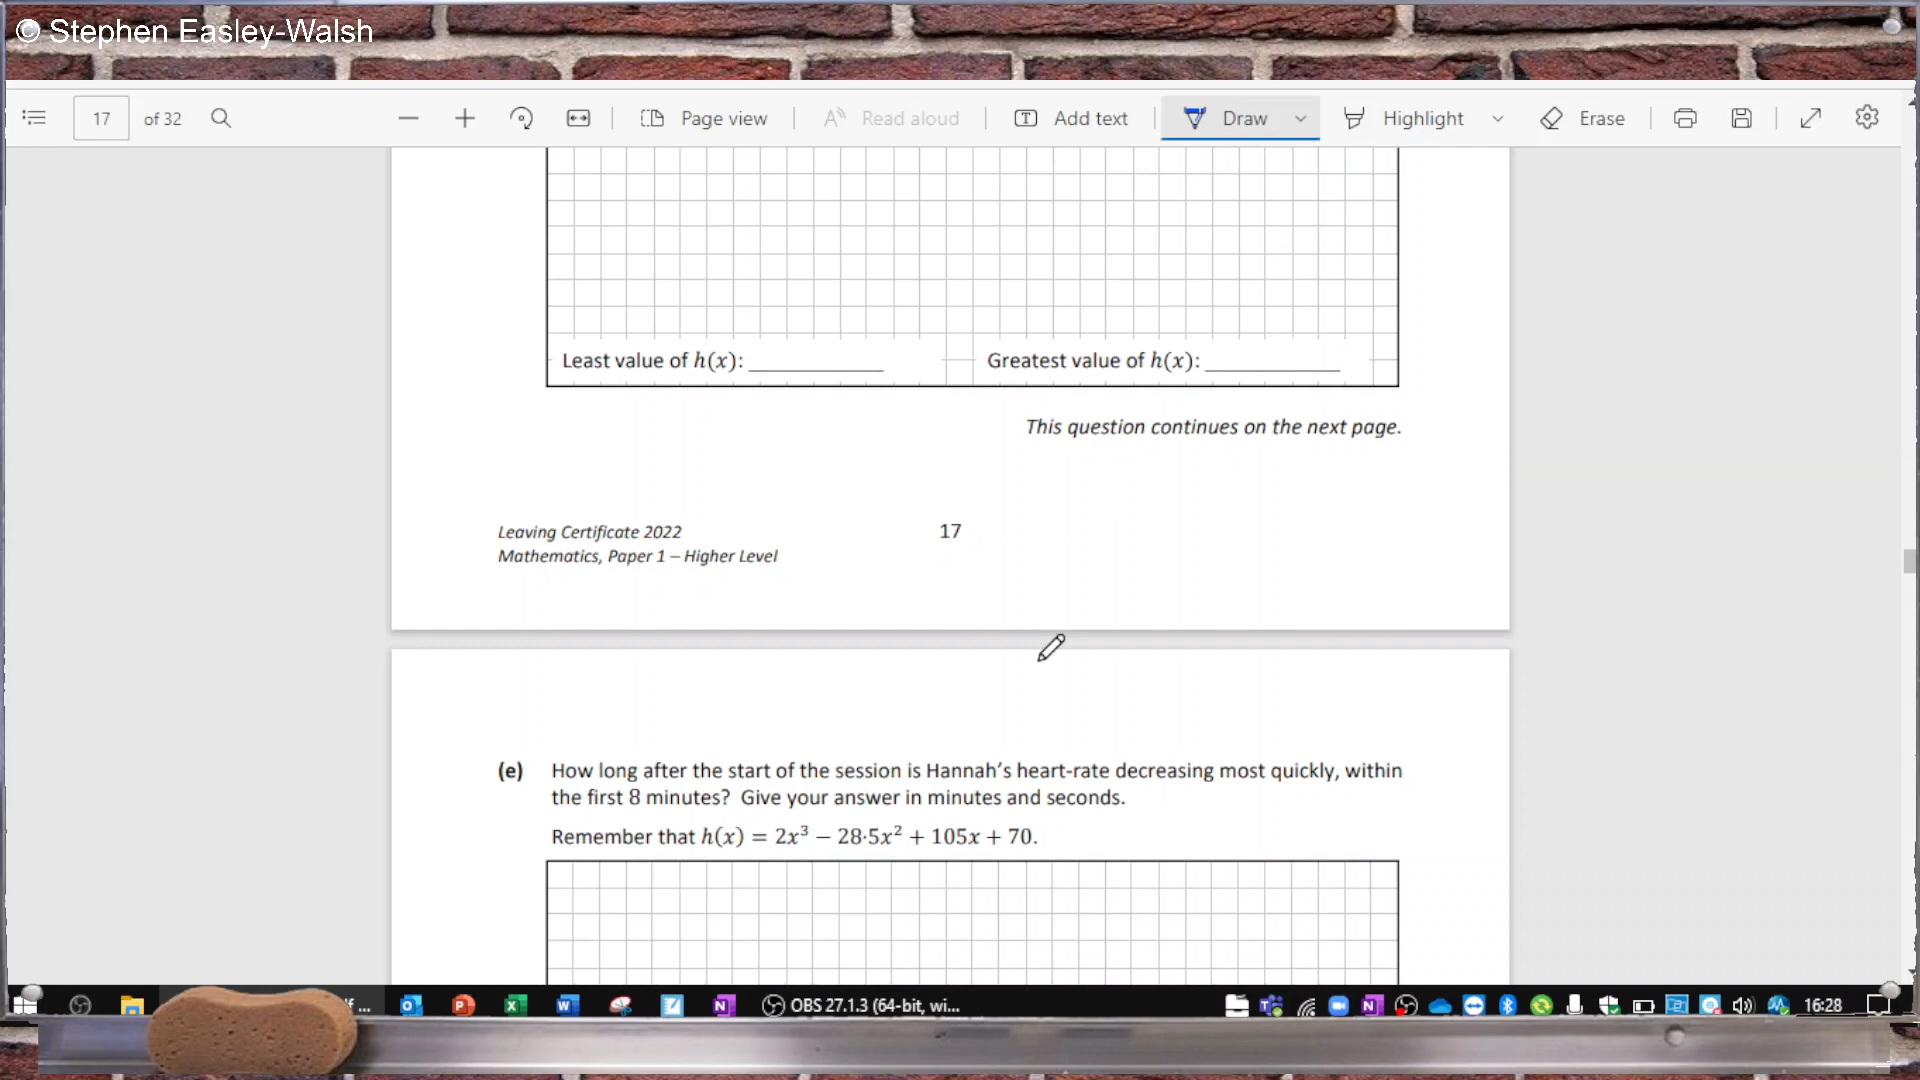 © Stephen Easley-Walsh
17 of 32 Page view Read aloud Add text Draw Highlight Erase
Least value of h(x): ____________ Greatest value of h(x): ____________
This question continues on the next page.
Leaving Certificate 2022 17
Mathematics, Paper 1 – Higher Level
(e) How long after the start of the session is Hannah's heart-rate decreasing most quickly, within
the first 8 minutes? Give your answer in minutes and seconds.
Remember that h(x) = 2x³ − 28·5x² + 105x + 70.
OBS 27.1.3 (64-bit, wi... 16:28